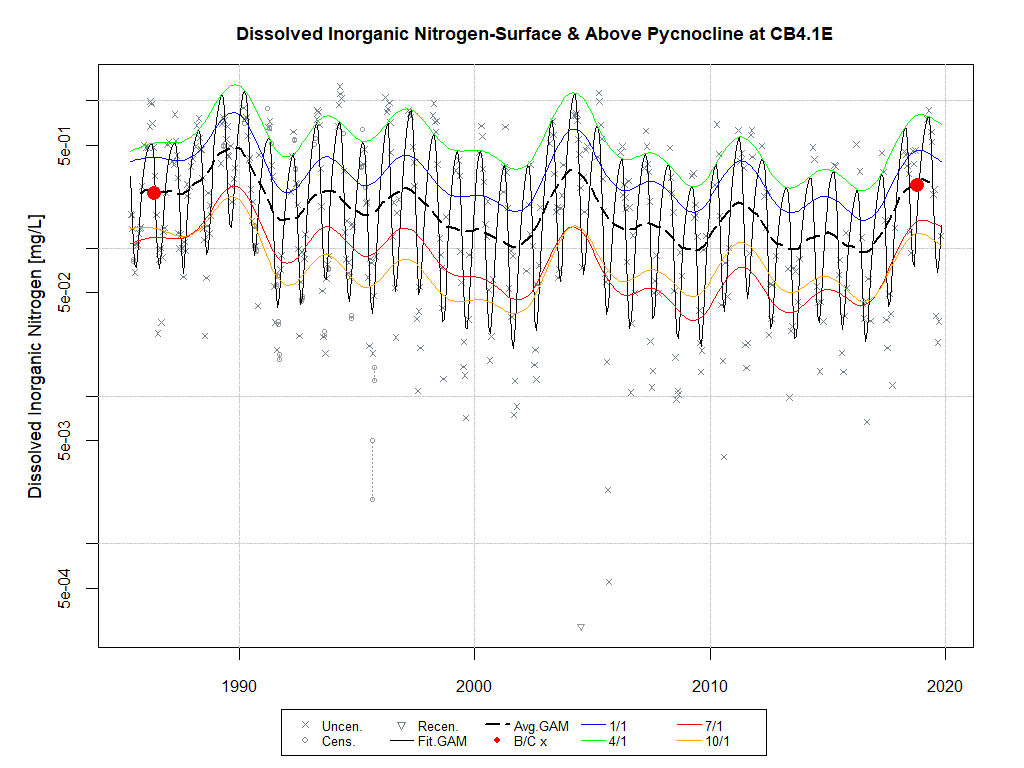 Dissolved Inorganic Nitrogen-Surface & Above Pycnocline at CB4.1E
Dissolved Inorganic Nitrogen [mg/L]
5e-01
5e-02
5e-03
5e-04
1990 2000 2010 2020
Uncen. Recen. Avg.GAM 1/1 7/1
Cens. Fit.GAM B/C x 4/1 10/1